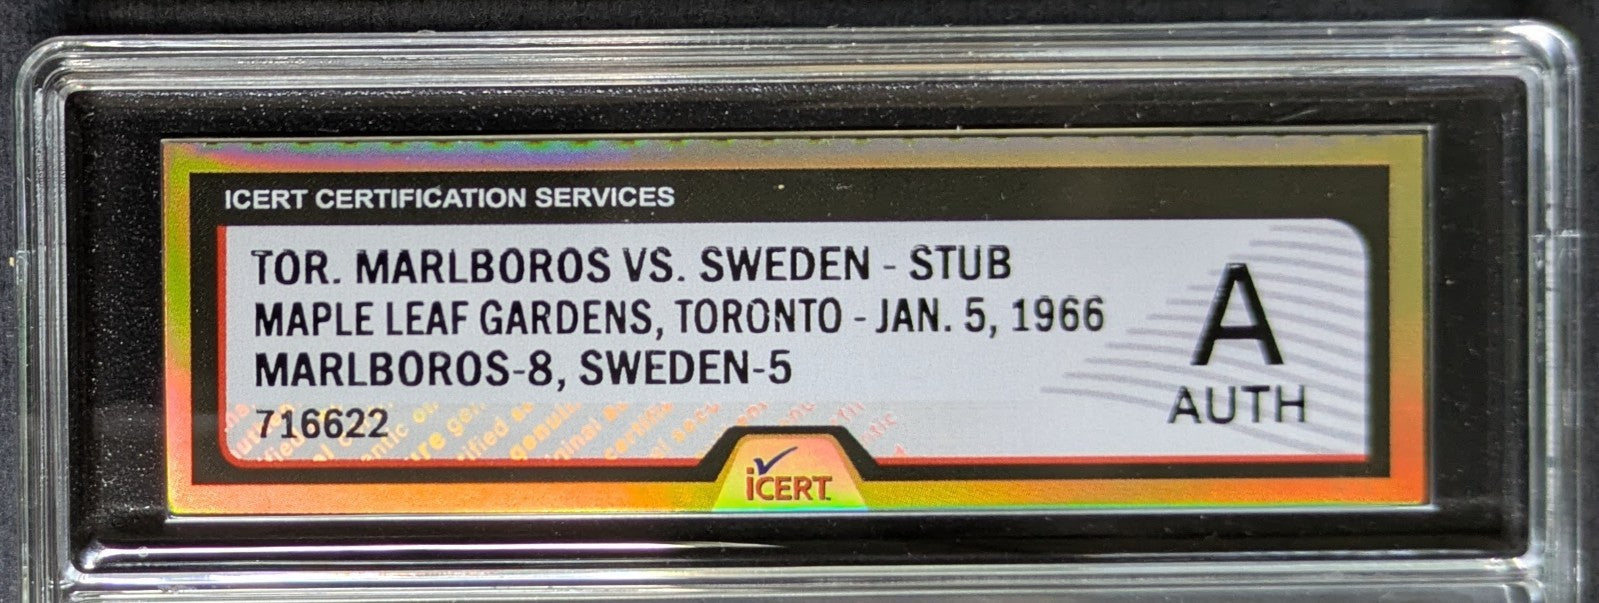 ICERT CERTIFICATION SERVICES
TOR. MARLBOROS VS. SWEDEN - STUB
MAPLE LEAF GARDENS, TORONTO - JAN. 5, 1966
MARLBOROS-8, SWEDEN-5
716622
A
AUTH
iCERT